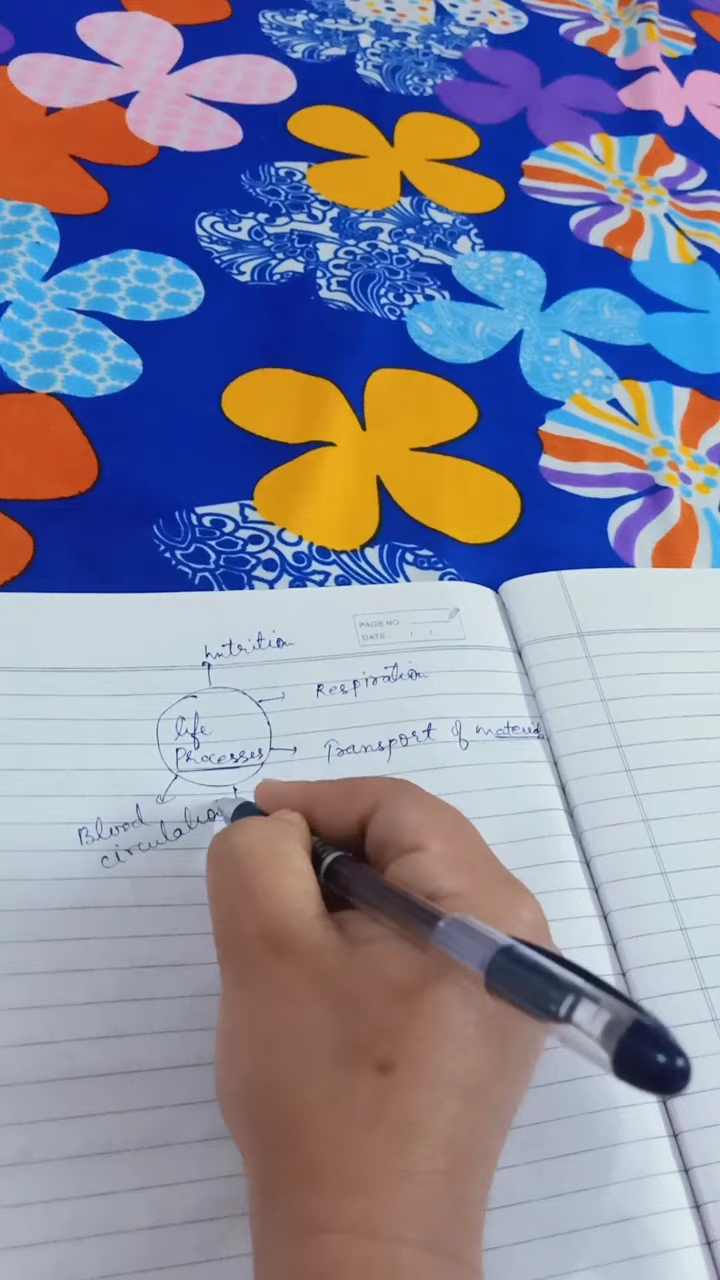 PAGE NO.
DATE: / /
Nutrition
Respiration
life
Processes
Transport of material
Blood
circulation